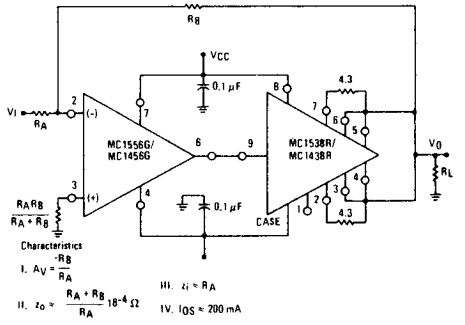 RB
VCC
0.1 µF
8
4.3
VI
RA
2
(-)
7
7
6
5
MC1556G/
MC1456G
6
9
MC1538R/
MC1438R
VO
RL
3
(+)
4
0.1 µF
CASE
1
2
3
4
4.3
RARB
RA + RB
Characteristics
I. AV = -RB
RA
II. zo = RA + RB 18-4 Ω
RA
III. zi = RA
IV. IOS = 200 mA